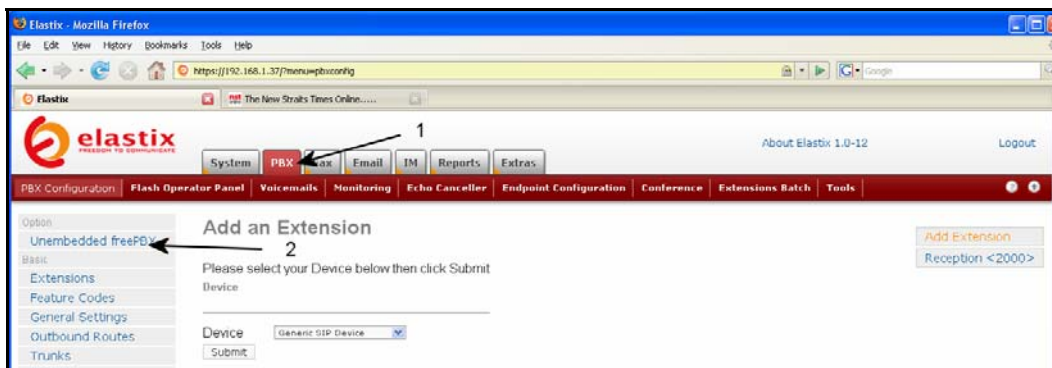 Elastix - Mozilla Firefox
File Edit View History Bookmarks Tools Help
https://192.168.1.37/?menu=pbxconfig
Google
Elastix
The New Straits Times Online......
elastix
FREEDOM TO COMMUNICATE
1
About Elastix 1.0-12
Logout
System PBX Fax Email IM Reports Extras
PBX Configuration Flash Operator Panel Voicemails Monitoring Echo Canceller Endpoint Configuration Conference Extensions Batch Tools
Option
Unembedded freePBX
2
Basic
Extensions
Feature Codes
General Settings
Outbound Routes
Trunks
Add an Extension
Please select your Device below then click Submit
Device
Device Generic SIP Device
Submit
Add Extension
Reception <2000>